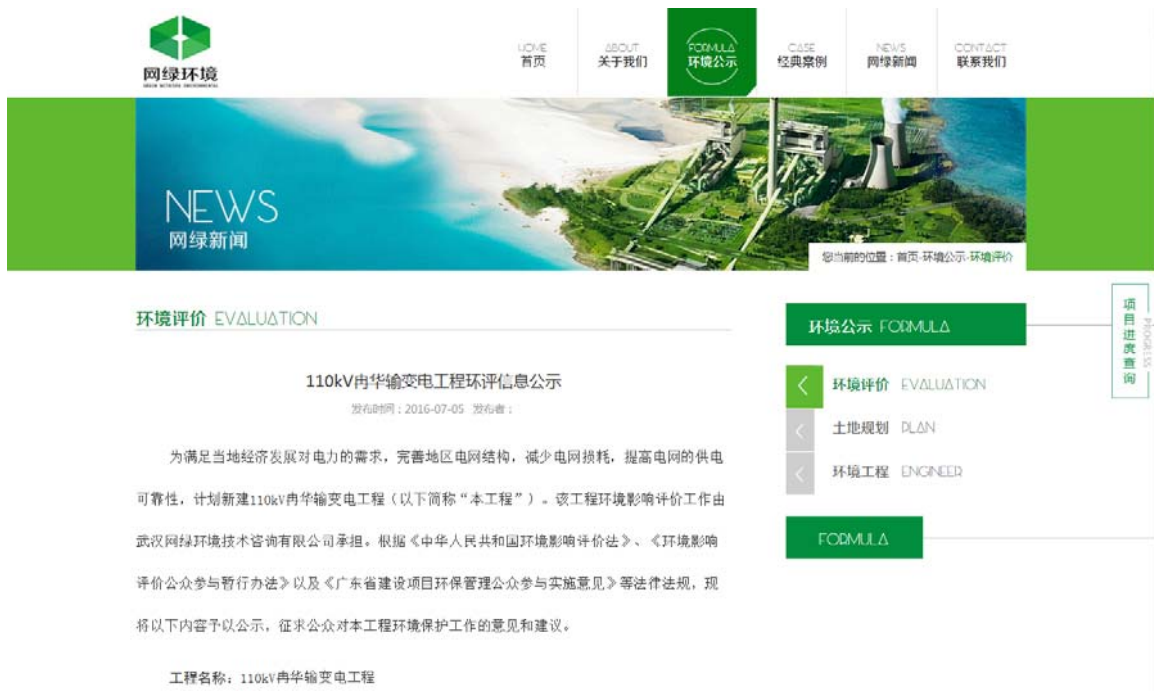 网绿环境
HOME
首页
ABOUT
关于我们
FORMULA
环境公示
CASE
经典案例
NEWS
网绿新闻
CONTACT
联系我们
NEWS
网绿新闻
您当前的位置：首页-环境公示-环境评价
环境评价 EVALUATION
110kV冉华输变电工程环评信息公示
发布时间：2016-07-05 发布者：
为满足当地经济发展对电力的需求，完善地区电网结构，减少电网损耗，提高电网的供电
可靠性，计划新建110kV冉华输变电工程（以下简称“本工程”）。该工程环境影响评价工作由
武汉网绿环境技术咨询有限公司承担。根据《中华人民共和国环境影响评价法》、《环境影响
评价公众参与暂行办法》以及《广东省建设项目环保管理公众参与实施意见》等法律法规，现
将以下内容予以公示，征求公众对本工程环境保护工作的意见和建议。
工程名称：110kV冉华输变电工程
环境公示 FORMULA
环境评价 EVALUATION
土地规划 PLAN
环境工程 ENGINEER
FORMULA
项目进度查询
PROGRESS